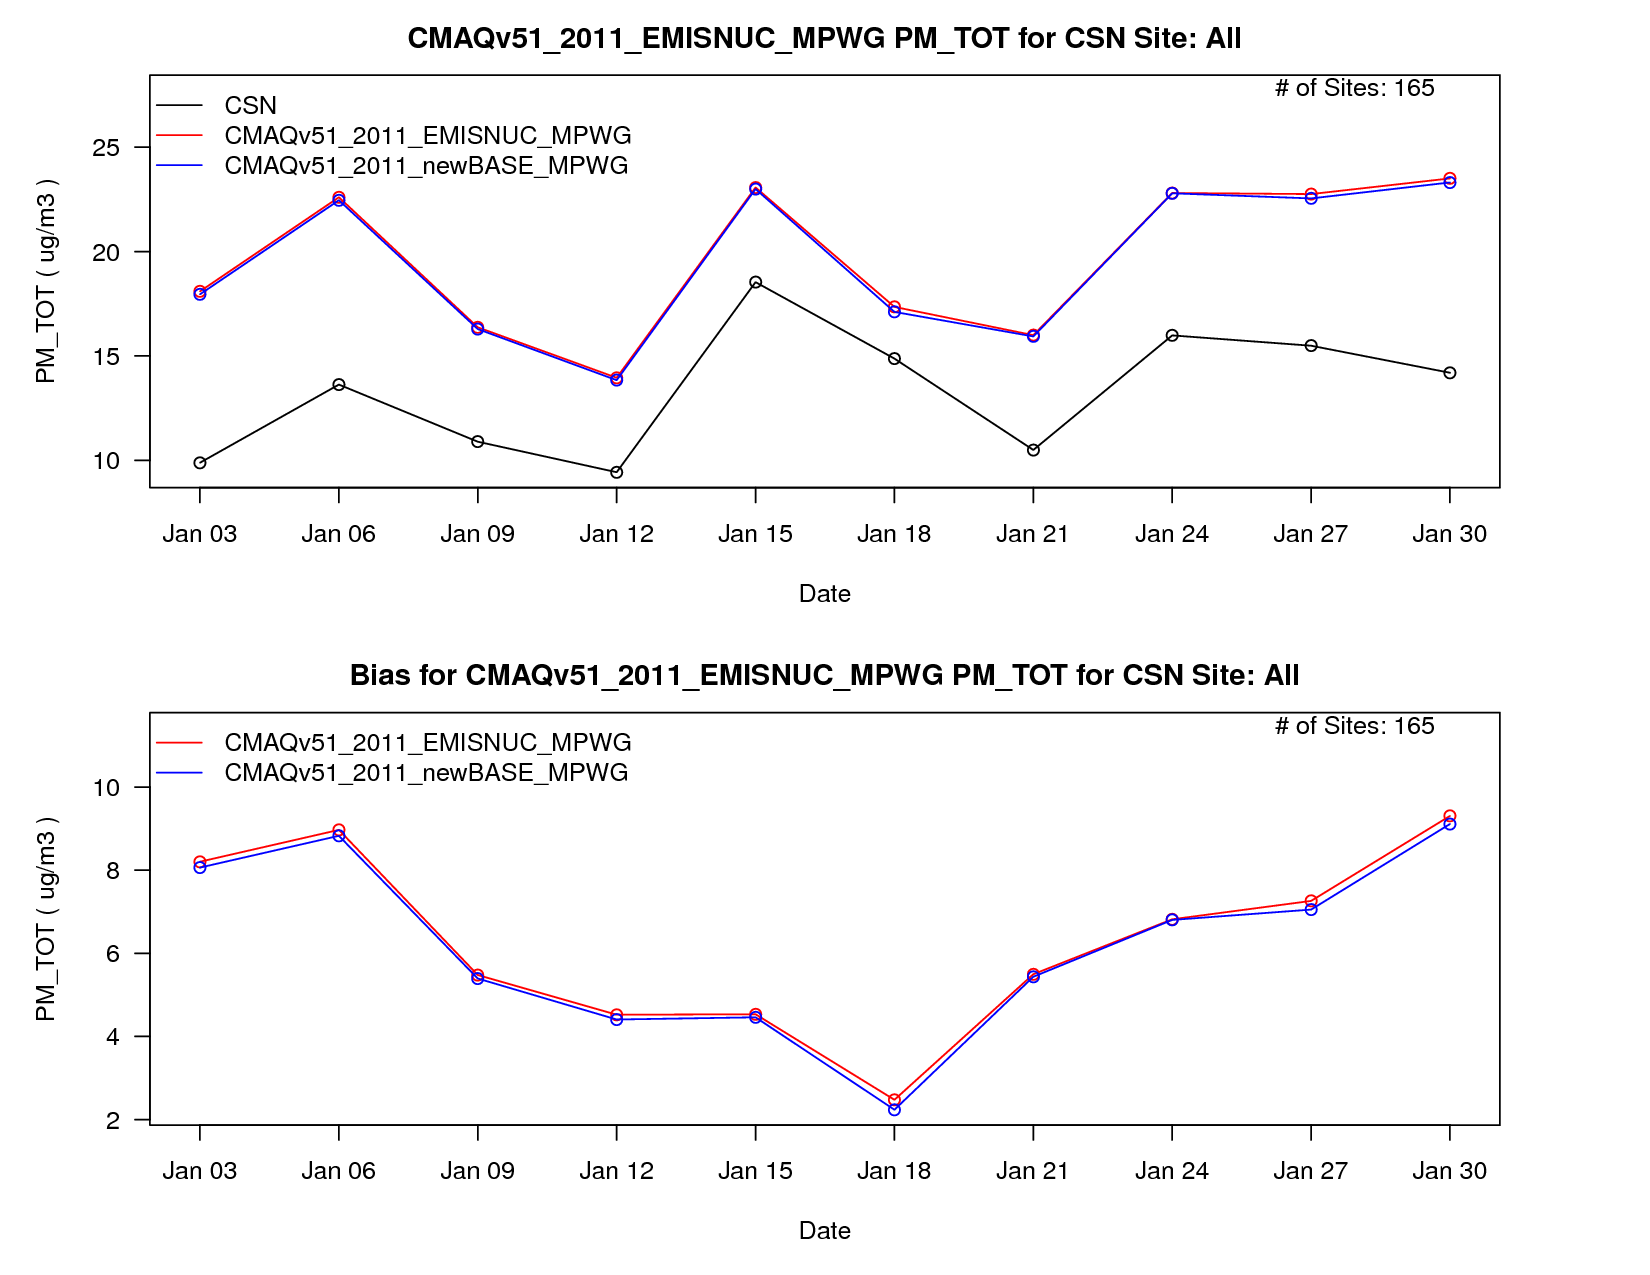 CMAQv51_2011_EMISNUC_MPWG PM_TOT for CSN Site: All
# of Sites: 165
CSN
CMAQv51_2011_EMISNUC_MPWG
CMAQv51_2011_newBASE_MPWG
PM_TOT ( ug/m3 )
25
20
15
10
Jan 03 Jan 06 Jan 09 Jan 12 Jan 15 Jan 18 Jan 21 Jan 24 Jan 27 Jan 30
Date
Bias for CMAQv51_2011_EMISNUC_MPWG PM_TOT for CSN Site: All
# of Sites: 165
CMAQv51_2011_EMISNUC_MPWG
CMAQv51_2011_newBASE_MPWG
PM_TOT ( ug/m3 )
10
8
6
4
2
Jan 03 Jan 06 Jan 09 Jan 12 Jan 15 Jan 18 Jan 21 Jan 24 Jan 27 Jan 30
Date